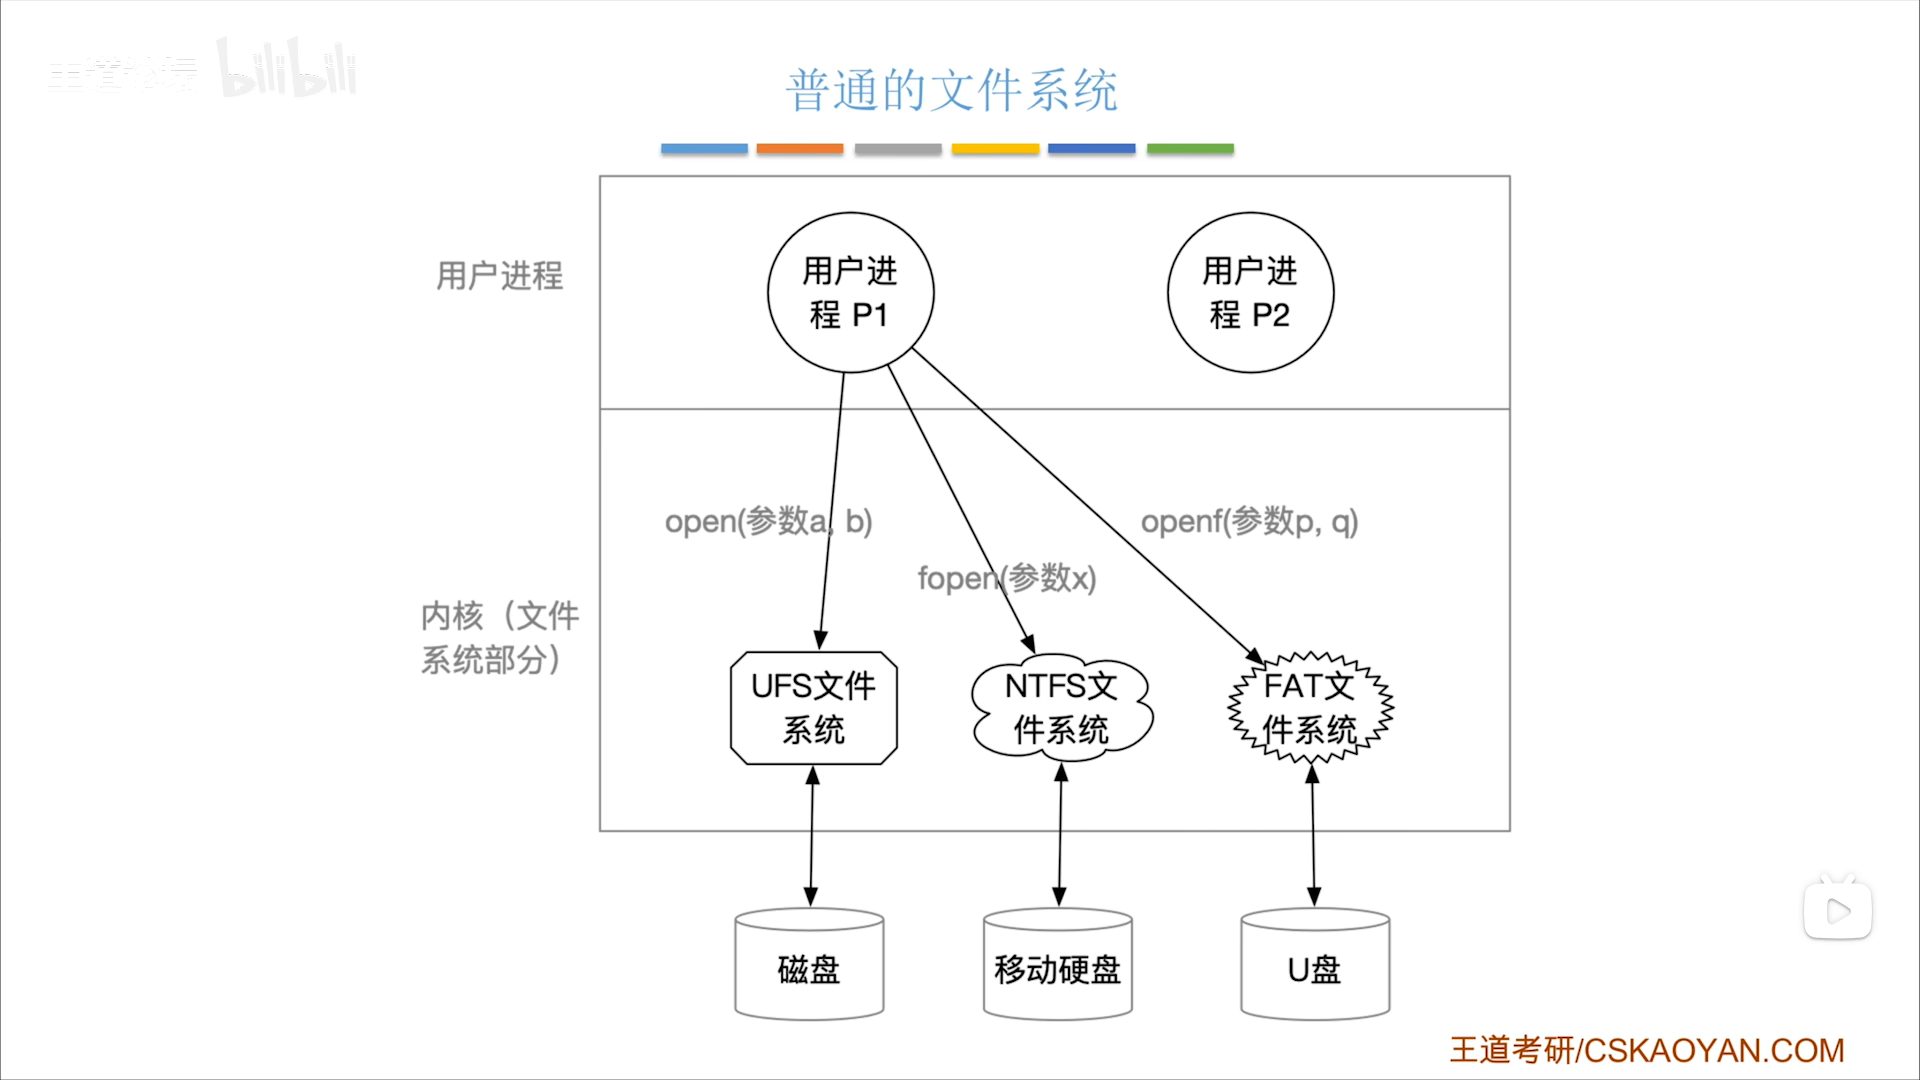 王道论坛 bilibili
普通的文件系统
用户进程
用户进
程 P1
用户进
程 P2
open(参数a, b)
openf(参数p, q)
fopen(参数x)
内核（文件
系统部分）
UFS文件
系统
NTFS文
件系统
FAT文
件系统
磁盘
移动硬盘
U盘
王道考研/CSKAOYAN.COM